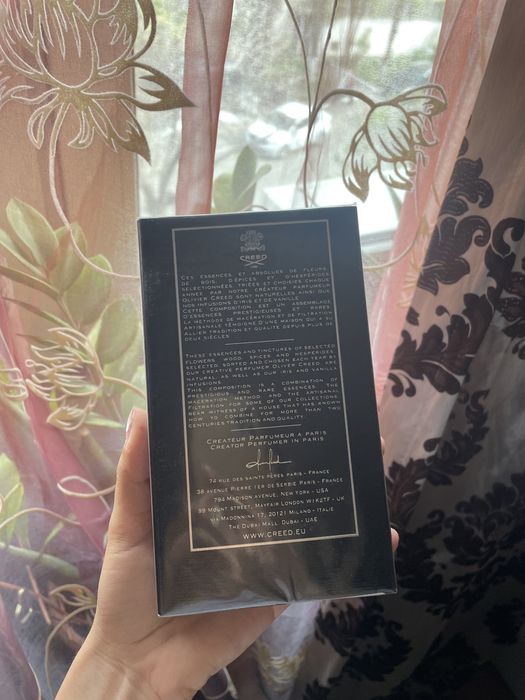 CREED
CES ESSENCES ET ABSOLUES DE FLEURS,
DE BOIS, D'EPICES ET D'HESPERIDES
SÉLECTIONNÉES TRIÉES ET CHOISIES CHAQUE
ANNÉE PAR NOTRE CRÉATEUR PARFUMEUR
OLIVIER CREED SONT NATURELLES AINSI QUE
NOS INFUSIONS D'IRIS ET DE VANILLE.
CETTE COMPOSITION EST UN ASSEMBLAGE
D'ESSENCES PRESTIGIEUSES ET RARES.
LA MÉTHODE DE MACÉRATION ET DE FILTRATION
ARTISANALE TÉMOIGNE D'UNE MAISON QUI SAIT
ALLIER TRADITION ET QUALITÉ DEPUIS PLUS DE
DEUX SIÈCLES
THESE ESSENCES AND TINCTURES OF SELECTED
FLOWERS WOOD SPICES AND HESPERIDES
SELECTED, SORTED AND CHOSEN EACH YEAR BY
OUR CREATIVE PERFUMER OLIVER CREED, ARE
NATURAL AS WELL AS OUR IRIS AND VANILLA
INFUSIONS.
THIS COMPOSITION IS A COMBINATION OF
PRESTIGIOUS AND RARE ESSENCES. THE
MACERATION METHOD AND THE ARTESANAL
FILTRATION FOR SOME OF OUR COLLECTIONS
BEAR WITNESS OF A HOUSE THAT HAS KNOWN
HOW YO COMBINE FOR MORE THAN TWO
CENTURIES TRADITION AND QUALITY.
CREATEUR PARFUMEUR A PARIS
CREATOR PERFUMER IN PARIS
74 RUE DES SAINTS PÈRES PARIS - FRANCE
38 AVENUE PIERRE 1ER DE SERBIE PARIS - FRANCE
794 MADISON AVENUE, NEW YORK - USA
99 MOUNT STREET, MAYFAIR LONDON W1K2TF - UK
VIA MADONNINA 17, 20121 MILANO - ITALIE
THE DUBAI MALL DUBAI - UAE
WWW.CREED.EU